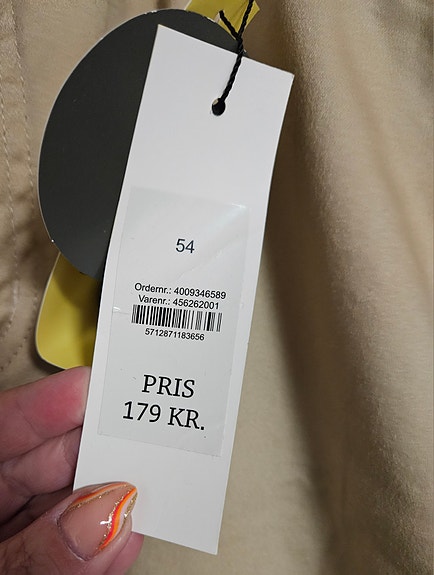 54
Ordernr.: 4009346589
Varenr.: 456262001
5712871183656
PRIS
179 KR.